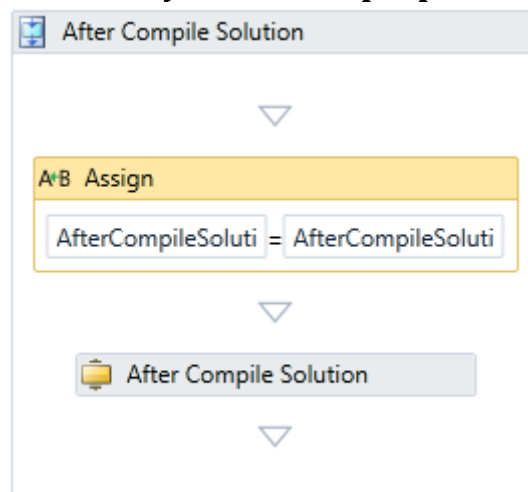 After Compile Solution
A+B Assign
AfterCompileSoluti = AfterCompileSoluti
After Compile Solution